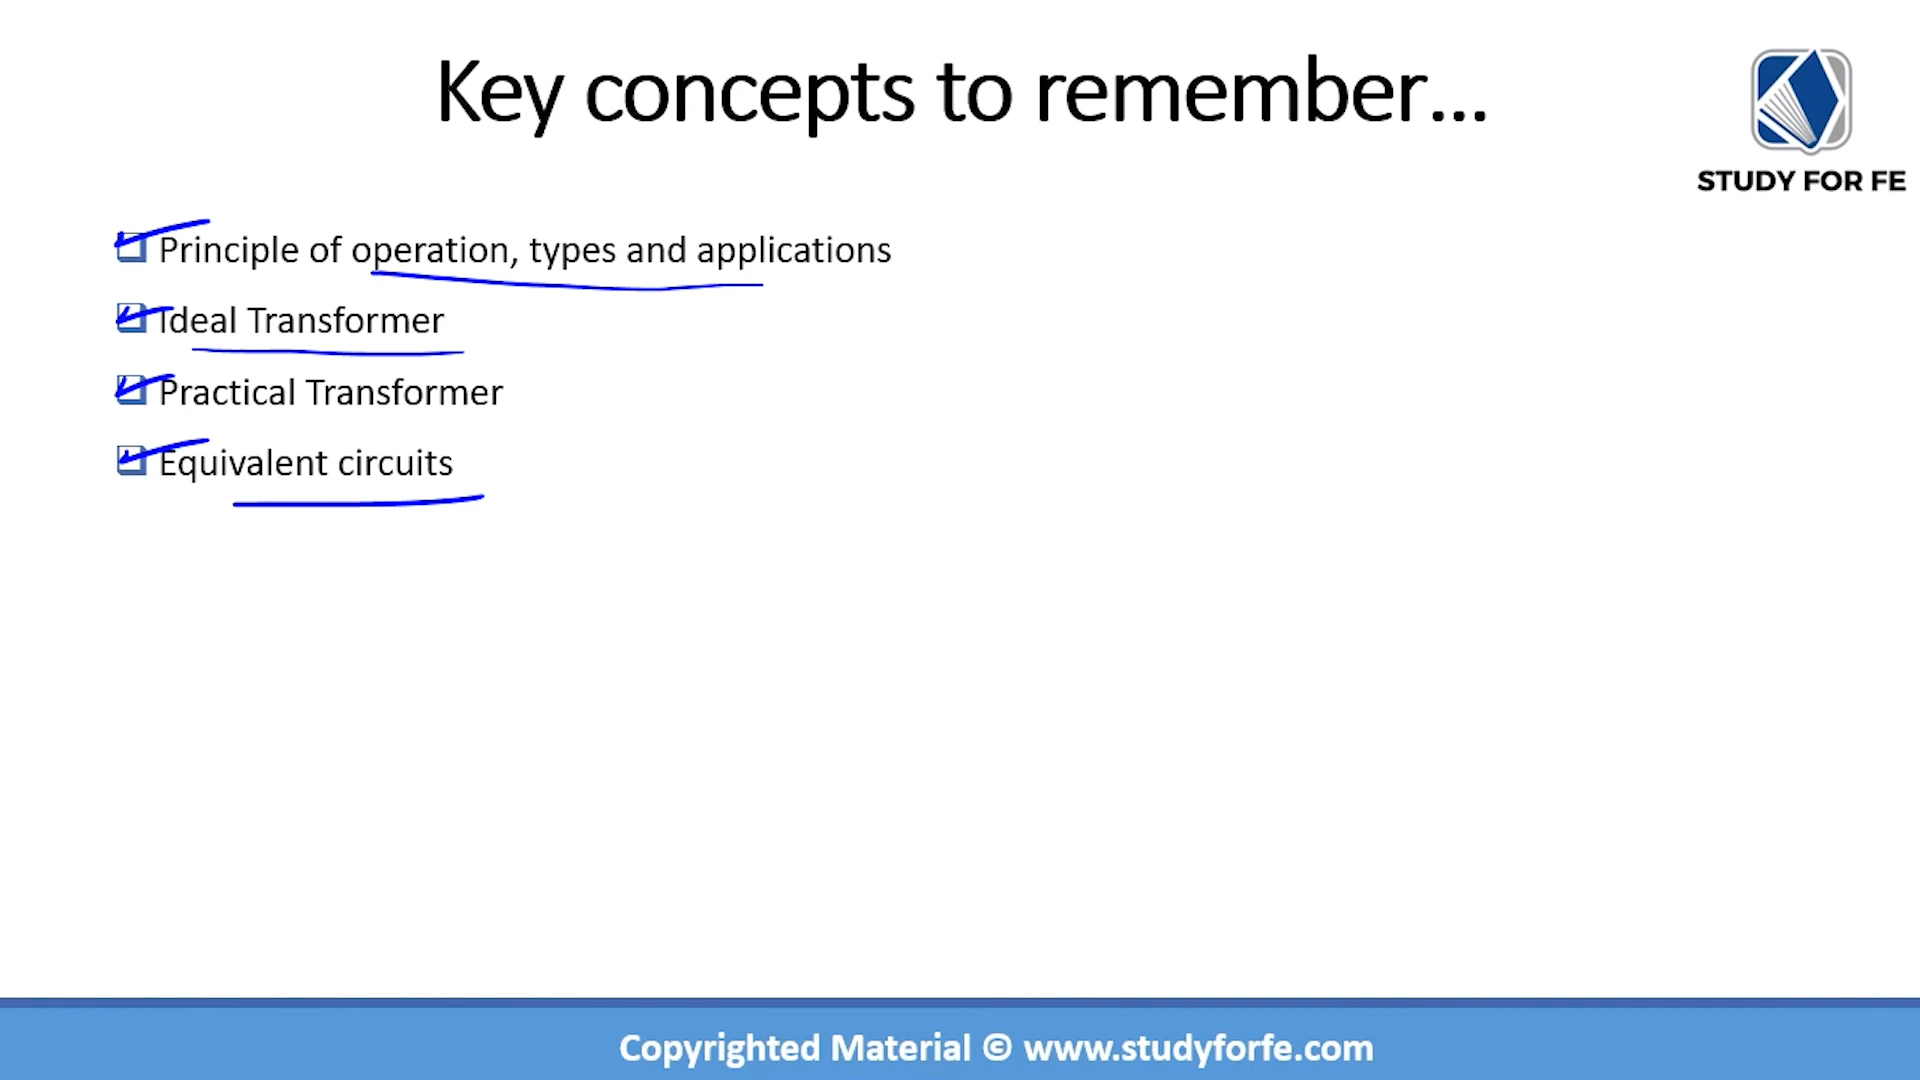 Key concepts to remember...
STUDY FOR FE
Principle of operation, types and applications
Ideal Transformer
Practical Transformer
Equivalent circuits
Copyrighted Material © www.studyforfe.com